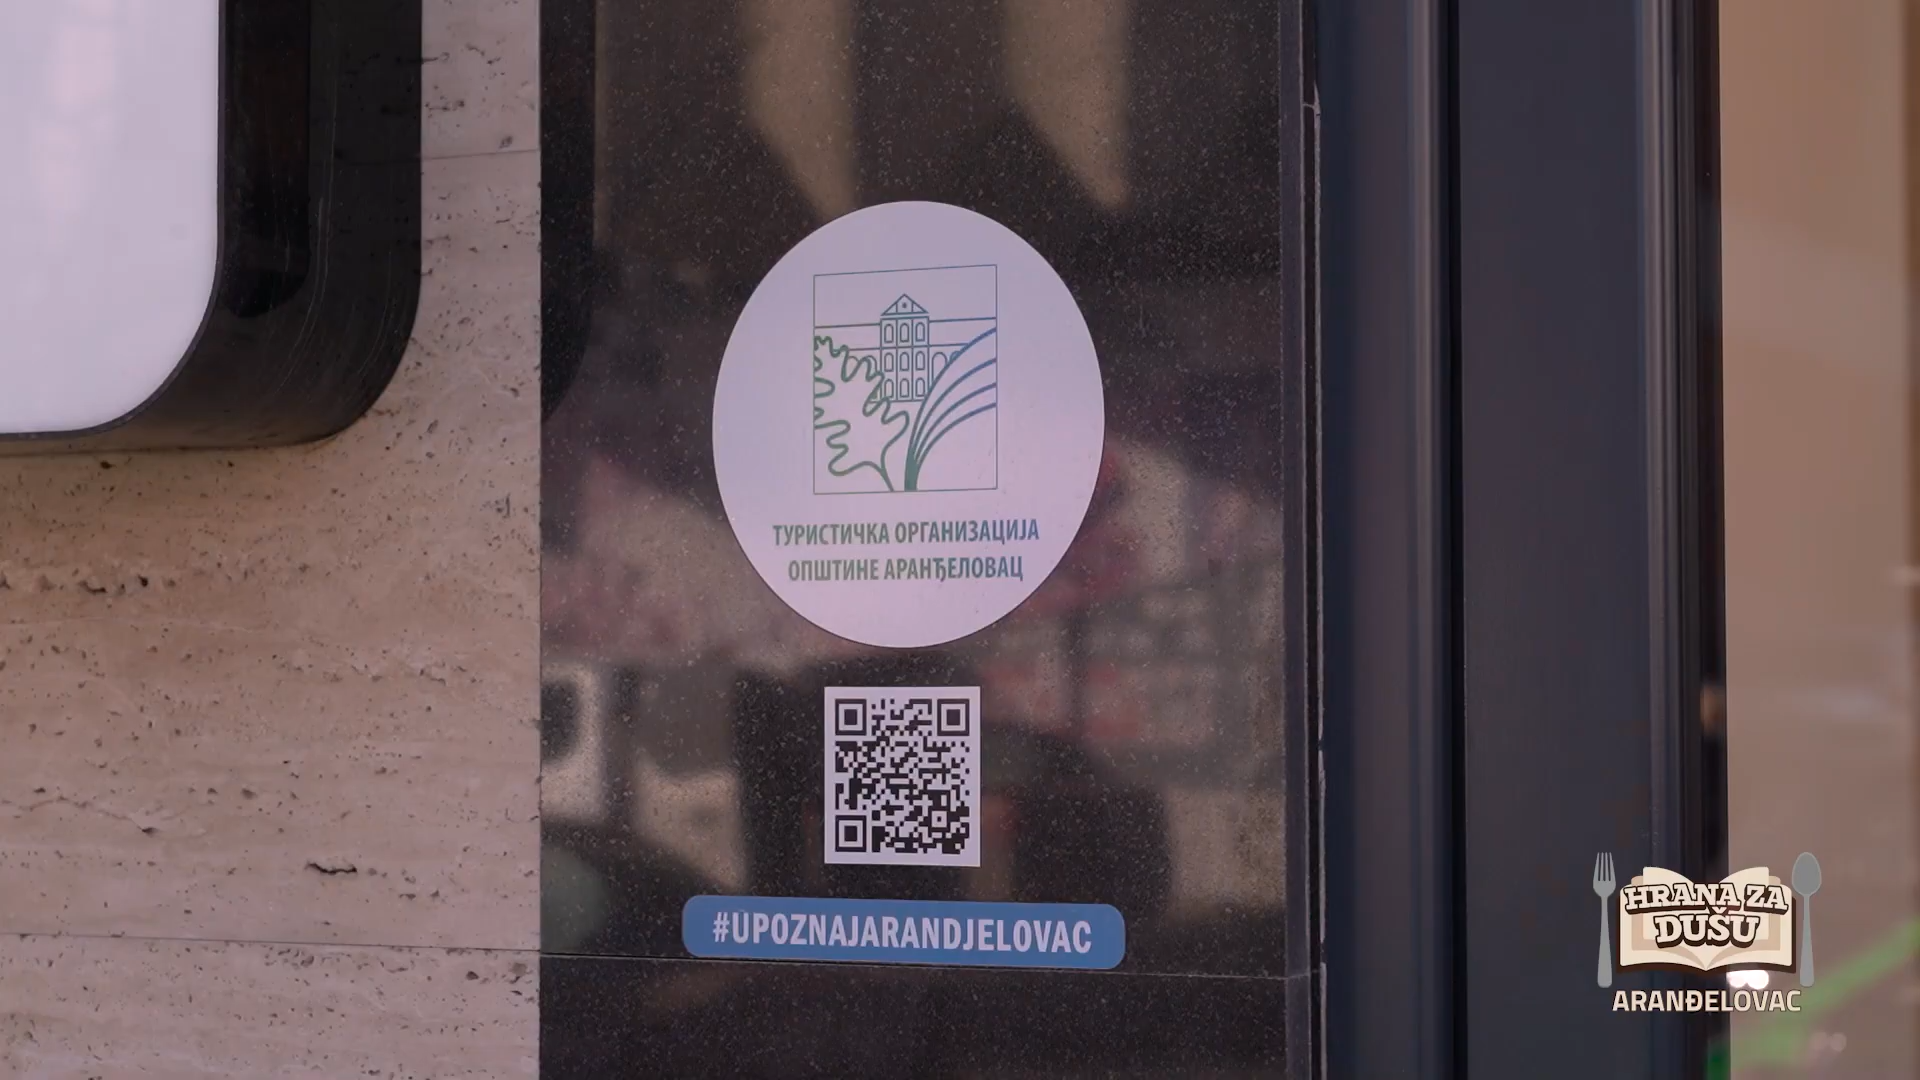 ТУРИСТИЧКА ОРГАНИЗАЦИЈА
ОПШТИНЕ АРАНЂЕЛОВАЦ
#UPOZNAJARANDJELOVAC
HRANA ZA
DUŠU
ARANĐELOVAC